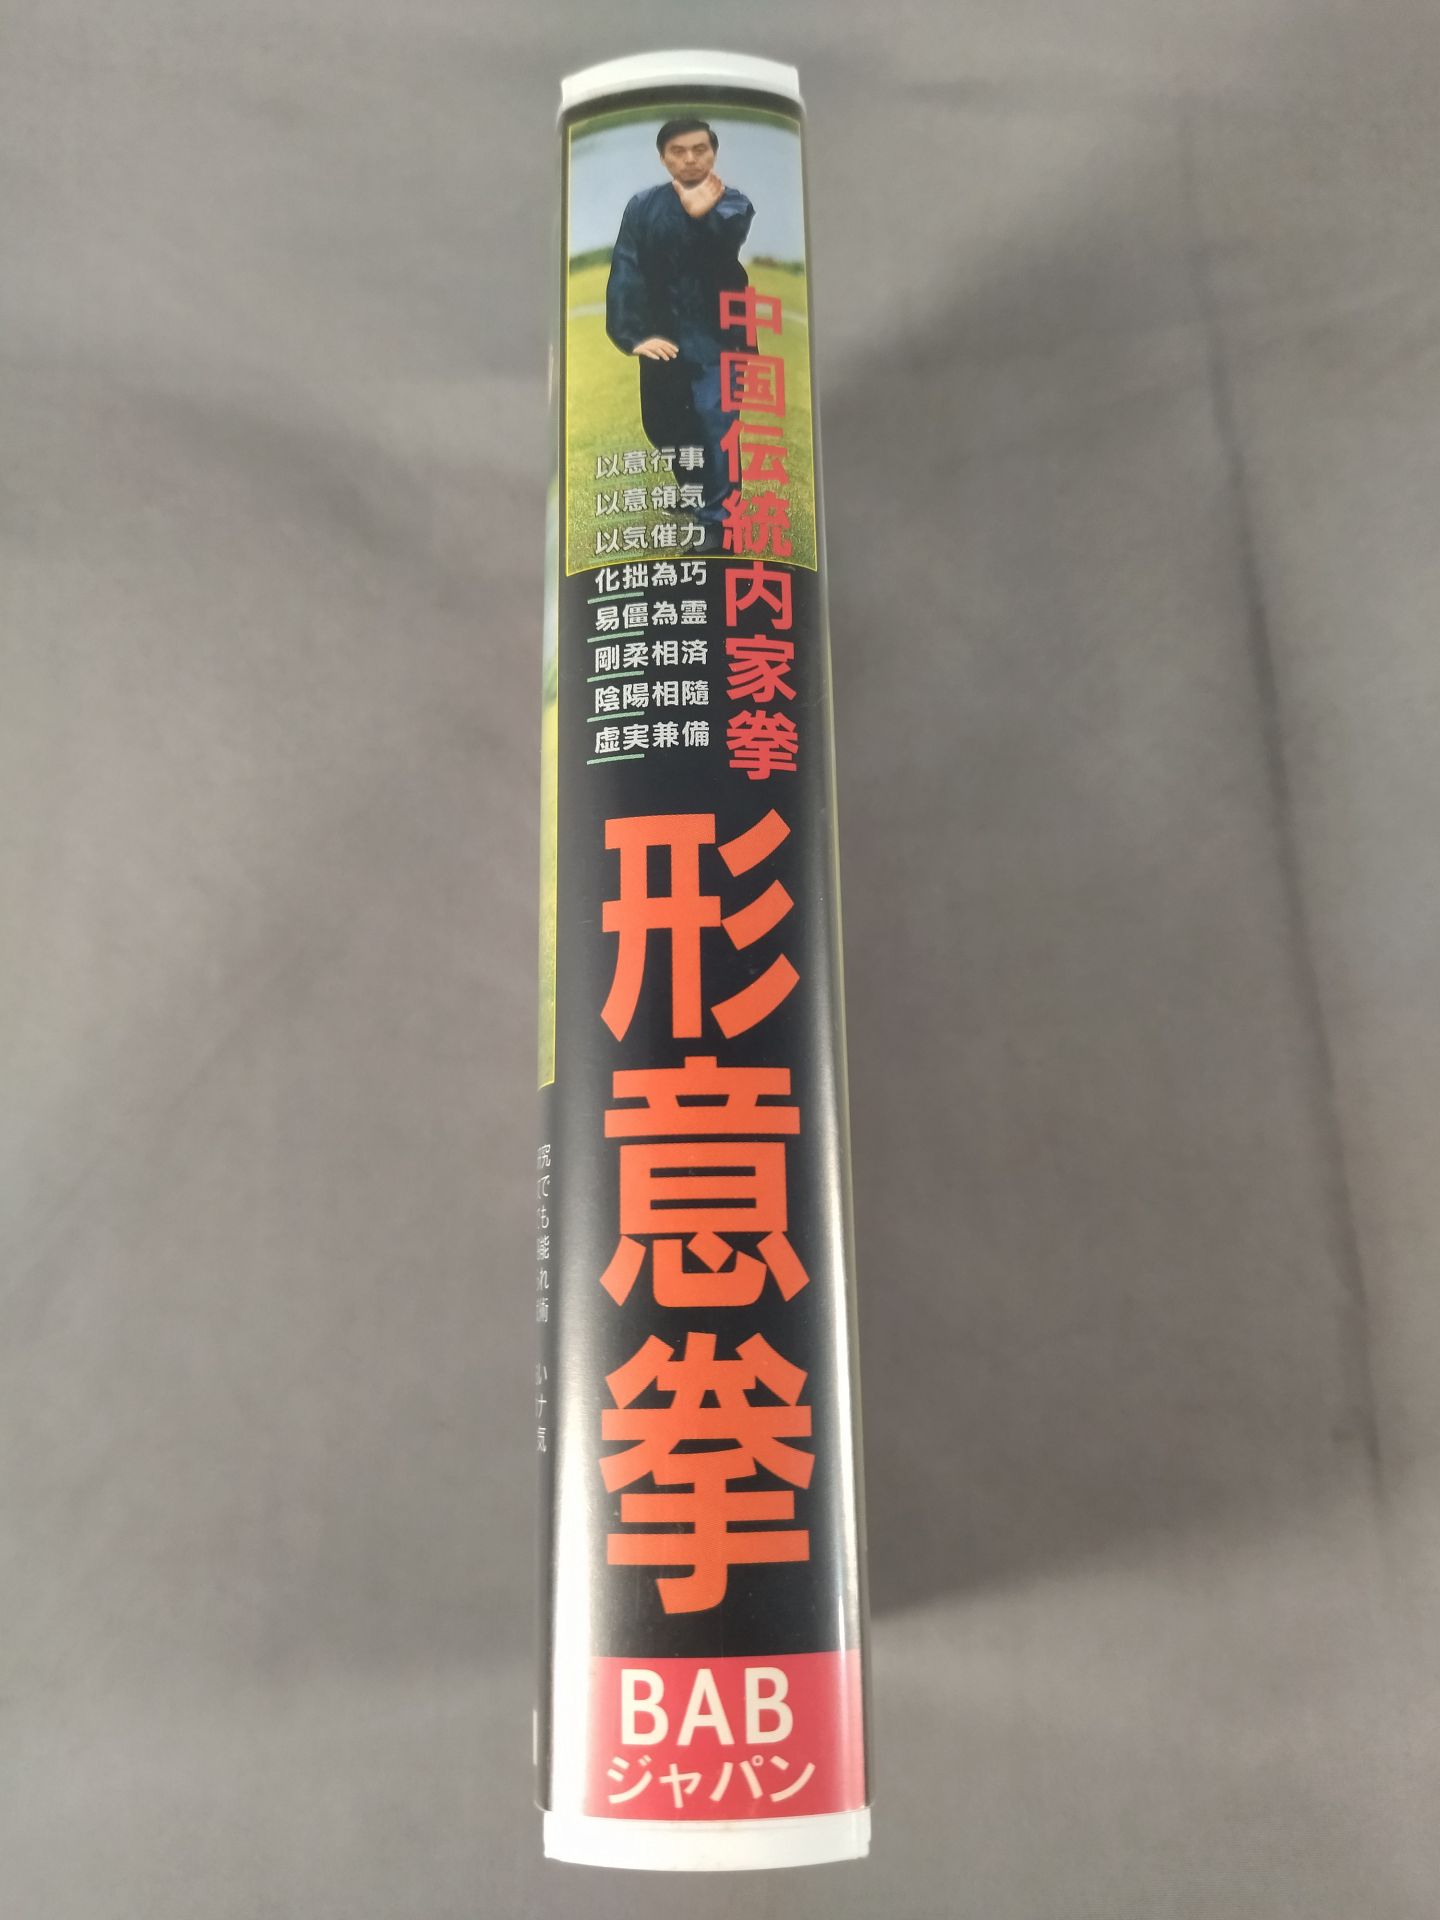 中国伝統内家拳
以意行事
以意領気
以気催力
化拙為巧
易僵為霊
剛柔相済
陰陽相隨
虚実兼備
形意拳
BAB
ジャパン